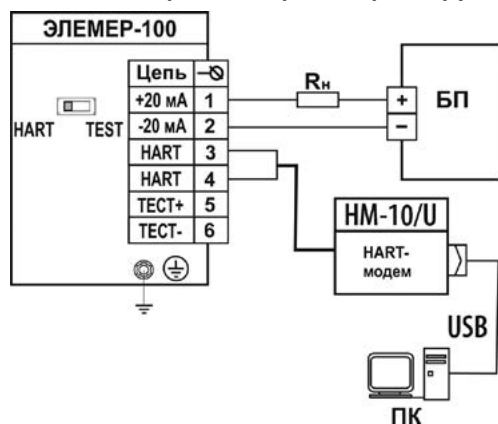 ЭЛЕМЕР-100
Цепь
+20 мА 1
-20 мА 2
HART 3
HART 4
ТЕСТ+ 5
ТЕСТ- 6
HART TEST
Rн
+ БП
−
HM-10/U
HART-
модем
USB
ПК